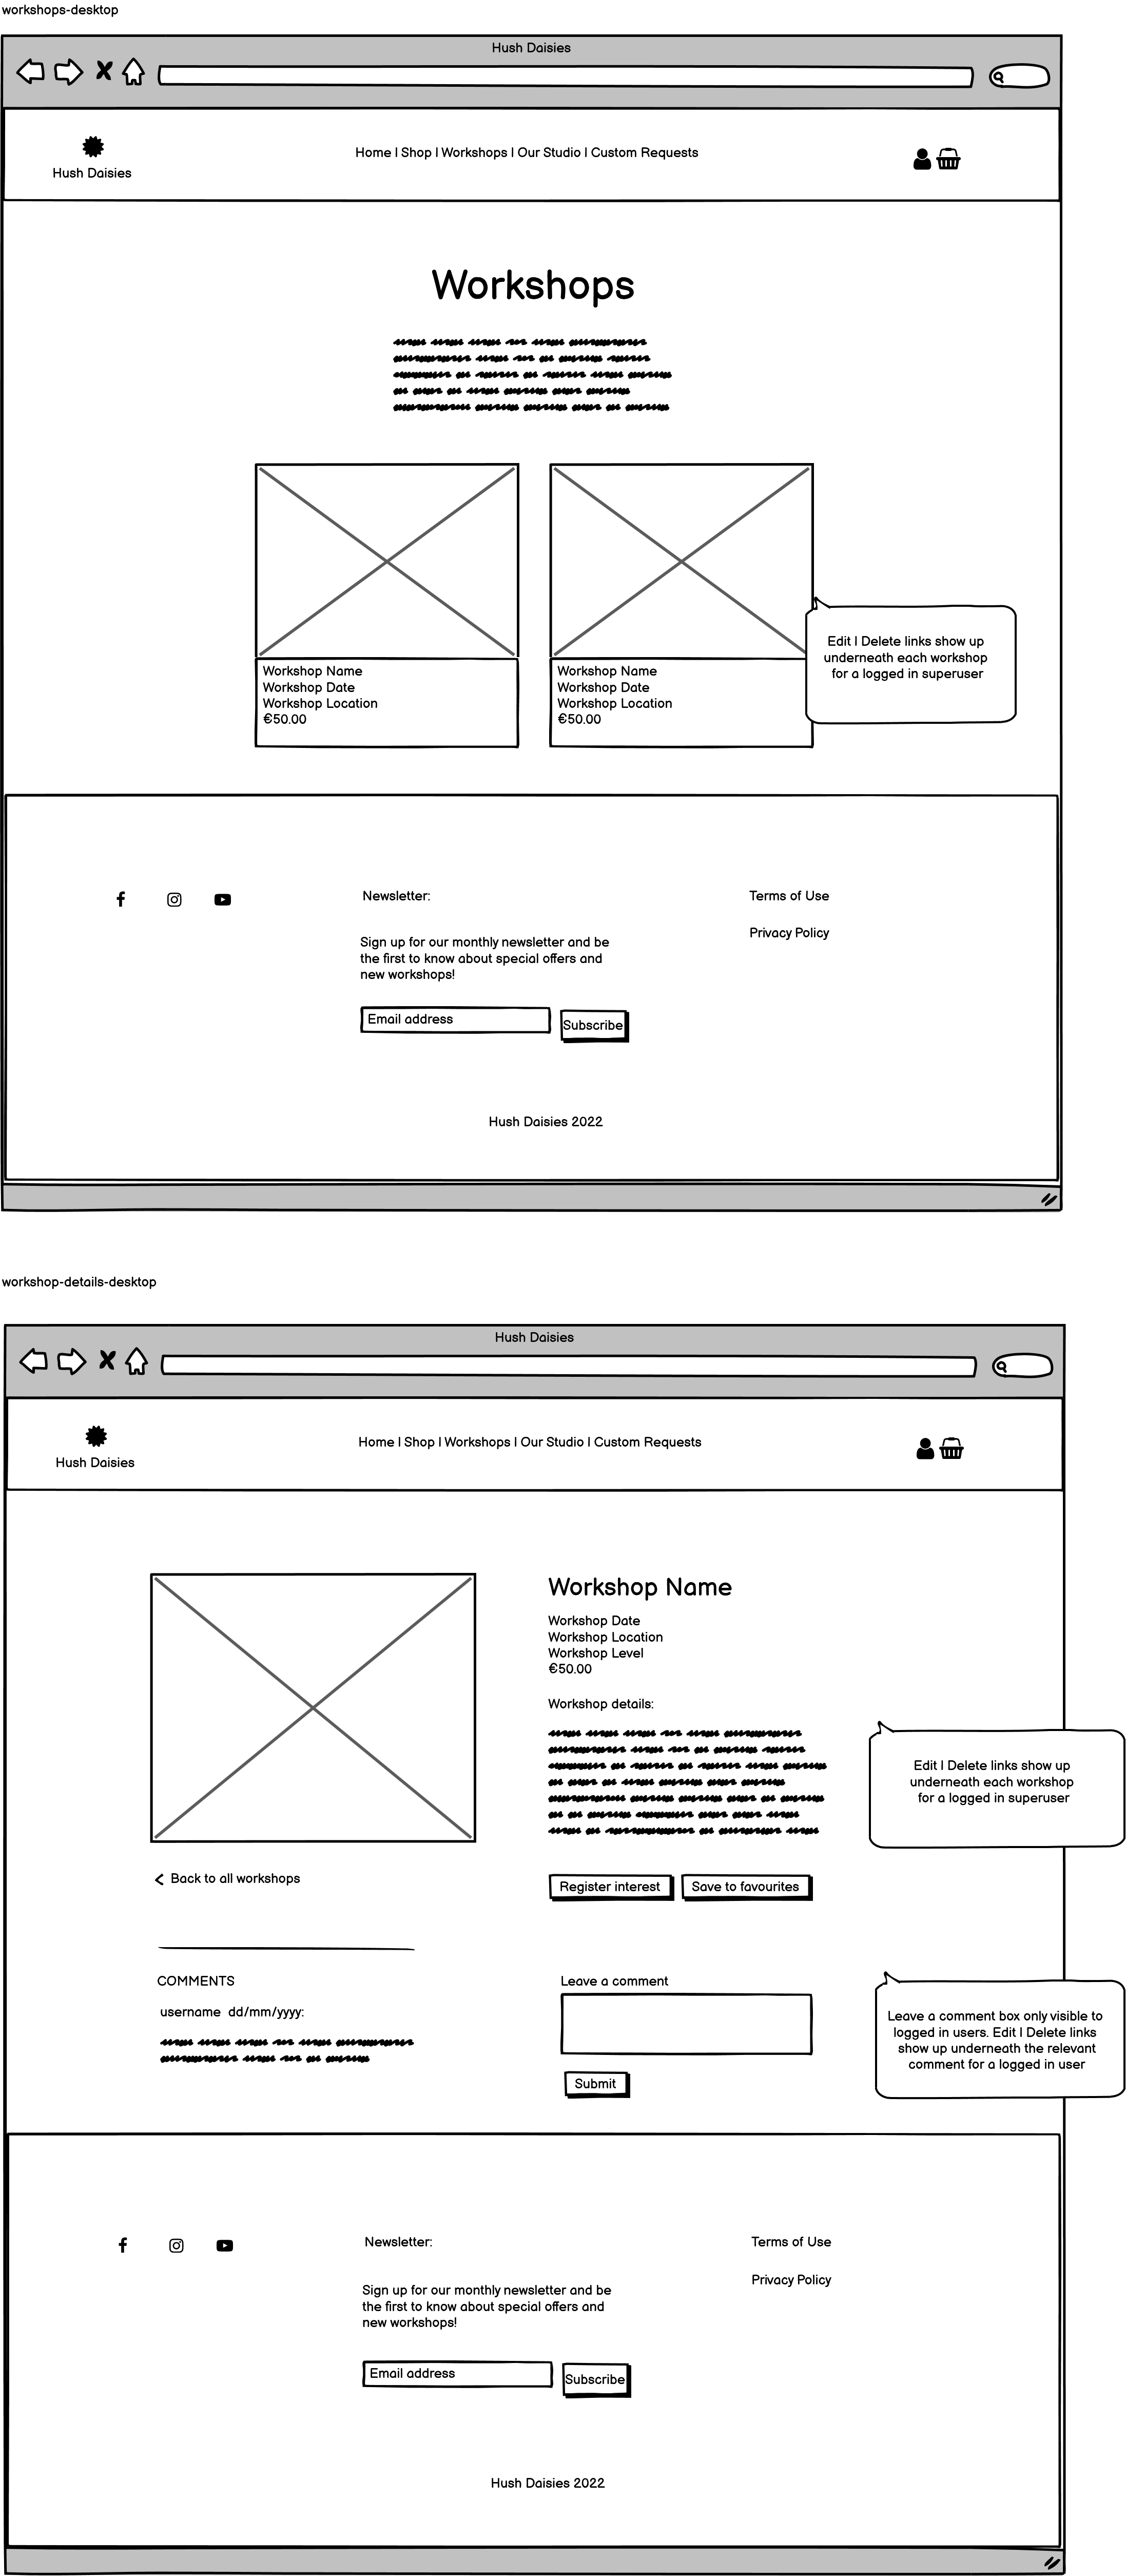 workshops-desktop
Hush Daisies
Hush Daisies
Home | Shop | Workshops | Our Studio | Custom Requests
Workshops
Workshop Name
Workshop Date
Workshop Location
€50.00
Workshop Name
Workshop Date
Workshop Location
€50.00
Edit | Delete links show up
underneath each workshop
for a logged in superuser
Newsletter:
Sign up for our monthly newsletter and be
the first to know about special offers and
new workshops!
Email address
Subscribe
Terms of Use
Privacy Policy
Hush Daisies 2022
workshop-details-desktop
Hush Daisies
Hush Daisies
Home | Shop | Workshops | Our Studio | Custom Requests
Workshop Name
Workshop Date
Workshop Location
Workshop Level
€50.00
Workshop details:
Edit | Delete links show up
underneath each workshop
for a logged in superuser
Back to all workshops
Register interest
Save to favourites
COMMENTS
username dd/mm/yyyy:
Leave a comment
Submit
Leave a comment box only visible to
logged in users. Edit | Delete links
show up underneath the relevant
comment for a logged in user
Newsletter:
Sign up for our monthly newsletter and be
the first to know about special offers and
new workshops!
Email address
Subscribe
Terms of Use
Privacy Policy
Hush Daisies 2022